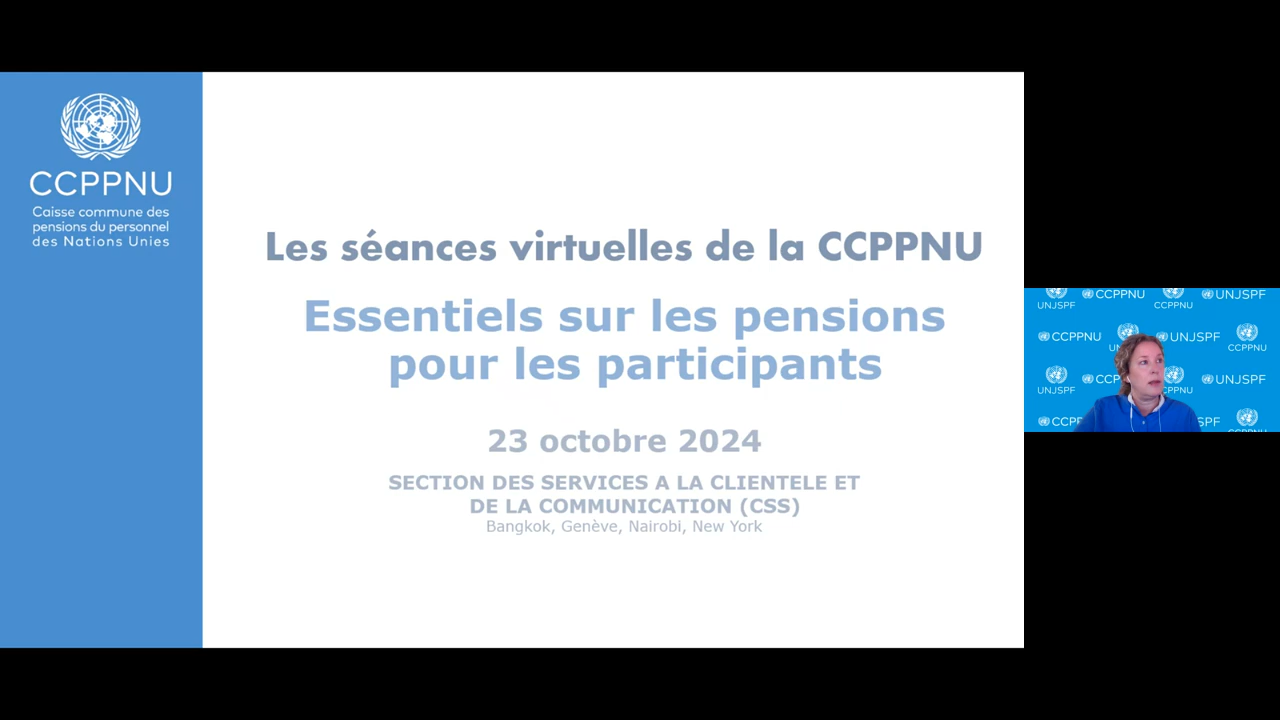 CCPPNU
Caisse commune des
pensions du personnel
des Nations Unies
Les séances virtuelles de la CCPPNU
Essentiels sur les pensions
pour les participants
23 octobre 2024
SECTION DES SERVICES A LA CLIENTELE ET
DE LA COMMUNICATION (CSS)
Bangkok, Genève, Nairobi, New York
UNJSPF CCPPNU CCPPNU UNJSPF
CCPPNU UNJSPF CCPPNU
UNJSPF UNJSPF